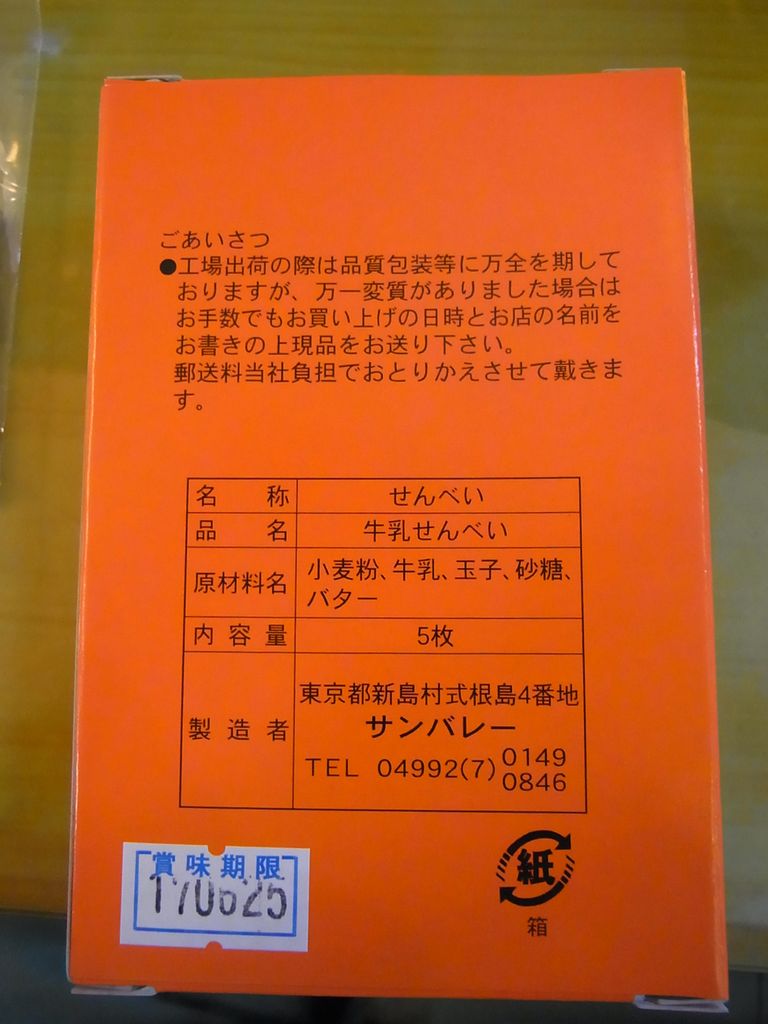 ごあいさつ
●工場出荷の際は品質包装等に万全を期して
おりますが、万一変質がありました場合は
お手数でもお買い上げの日時とお店の名前を
お書きの上現品をお送り下さい。
郵送料当社負担でおとりかえさせて戴きま
す。
名称 せんべい
品名 牛乳せんべい
原材料名 小麦粉、牛乳、玉子、砂糖、
バター
内容量 5枚
製造者 東京都新島村式根島4番地
サンバレー
TEL 04992(7)0149
0846
賞味期限
170625
紙
箱